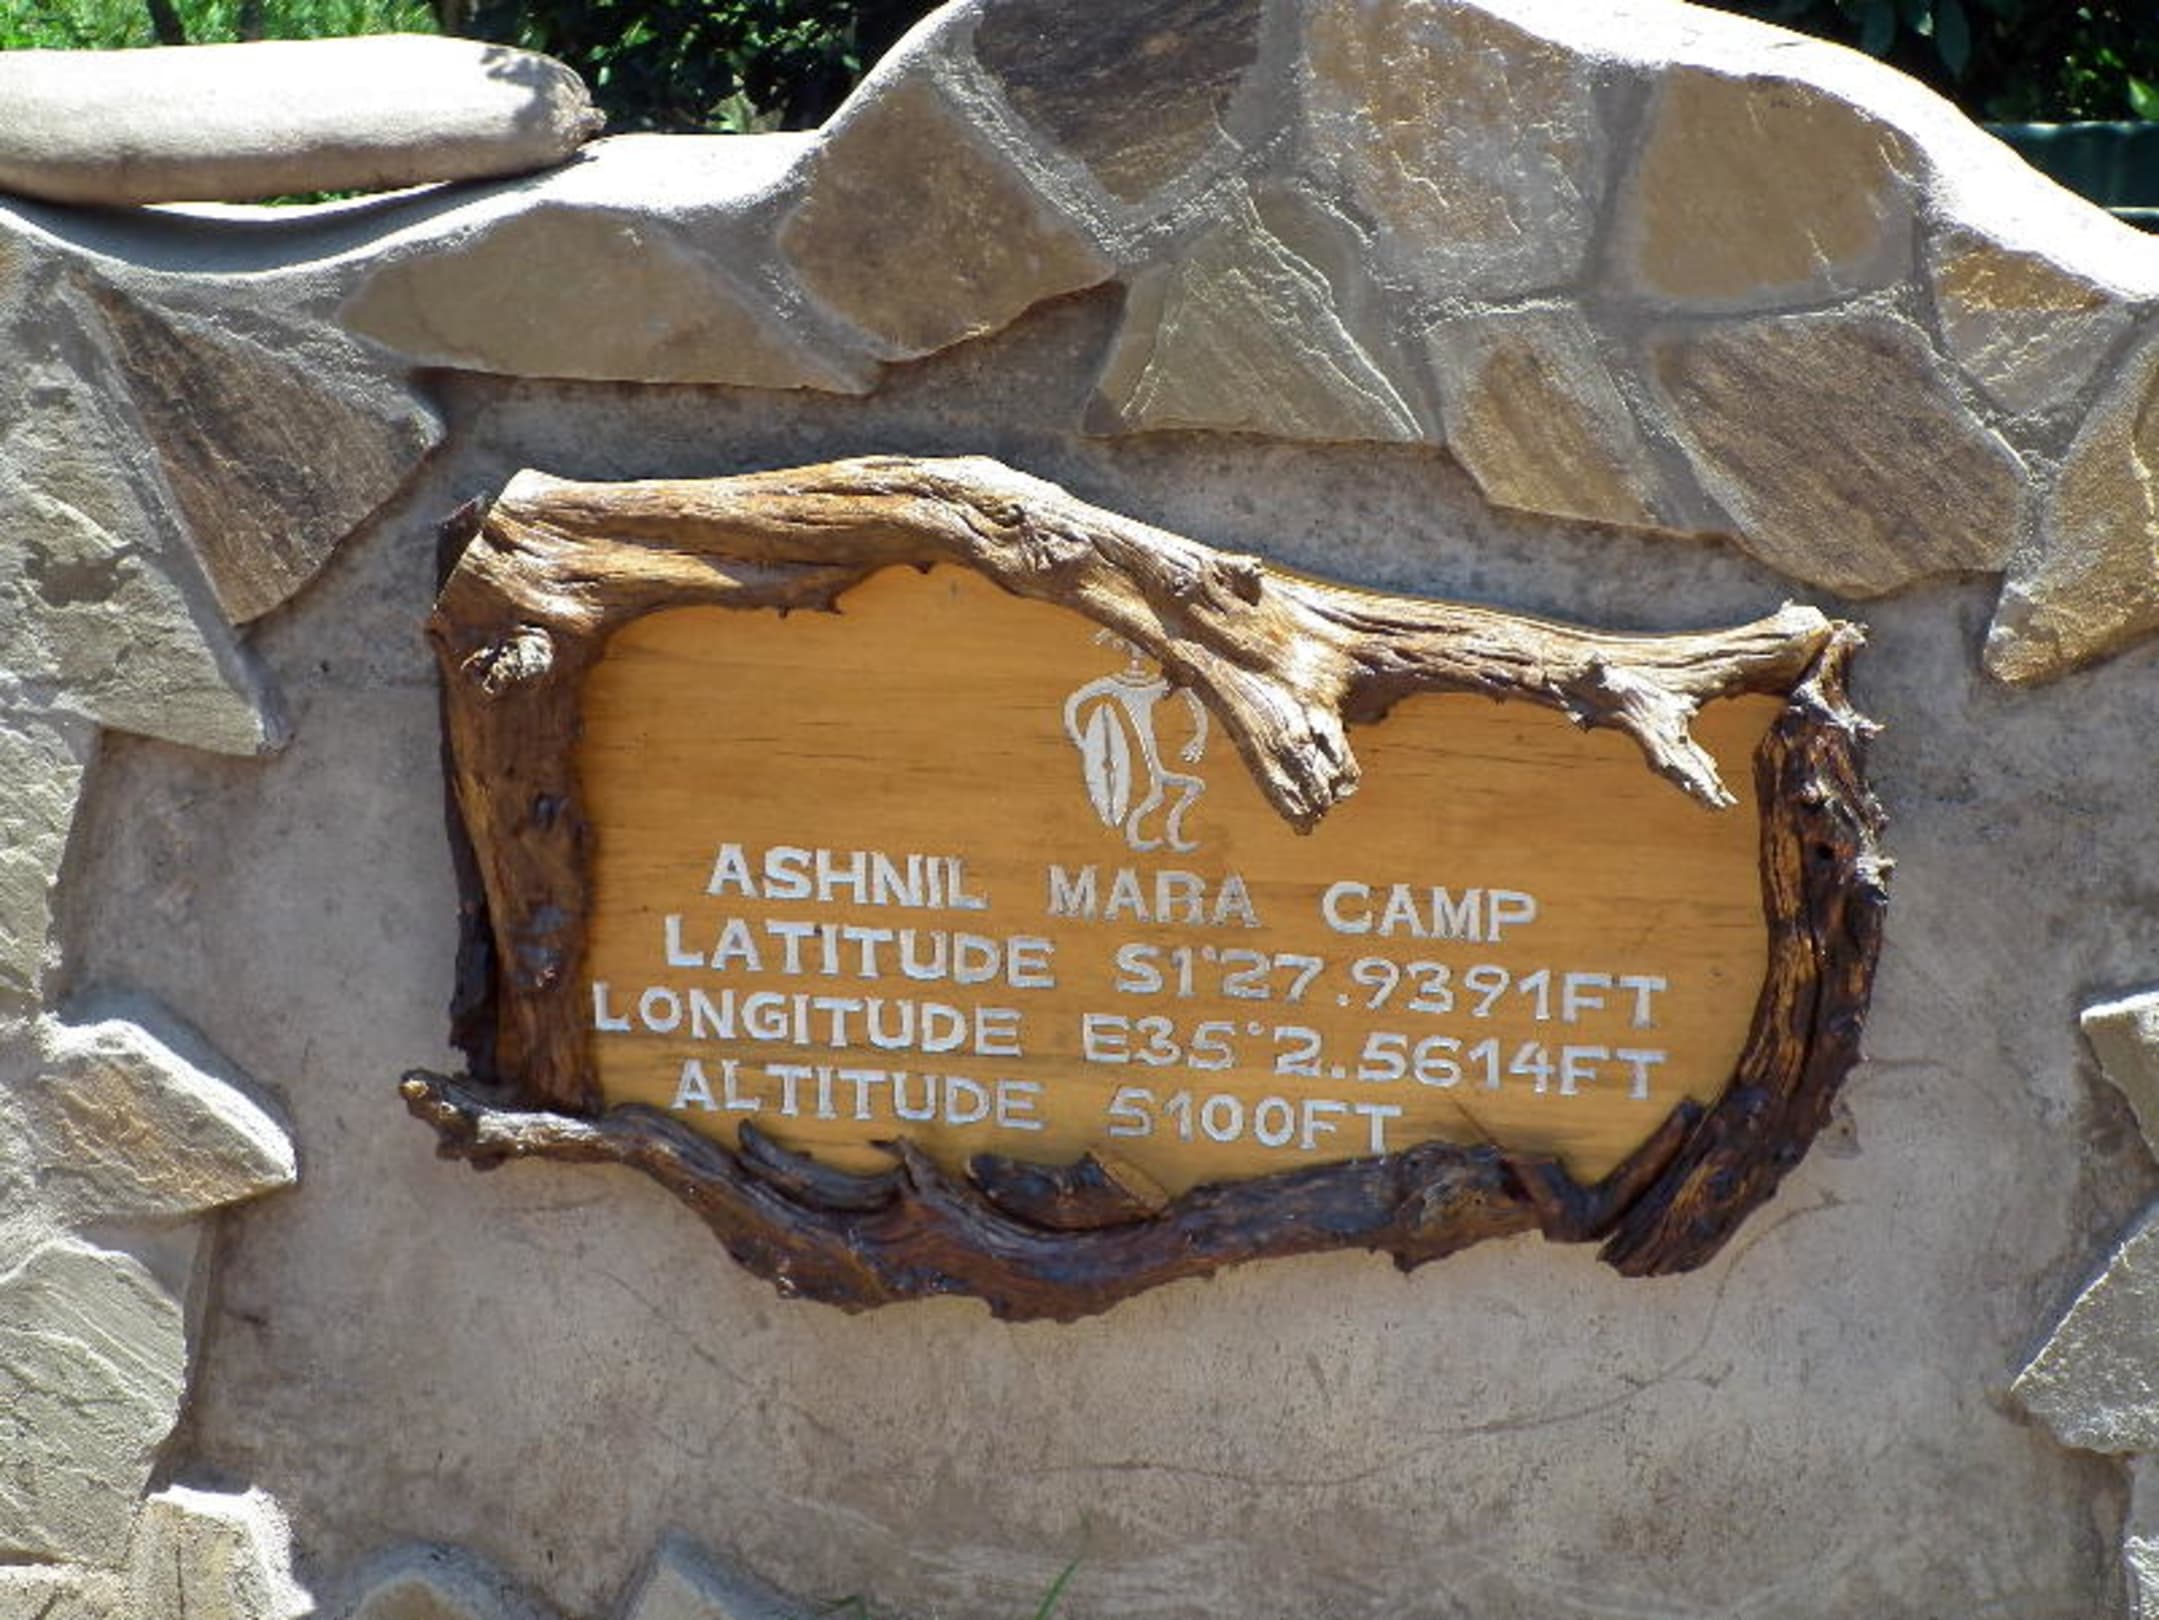 ASHNIL MARA CAMP
LATITUDE S1°27.9391FT
LONGITUDE E35°2.5614FT
ALTITUDE 5100FT